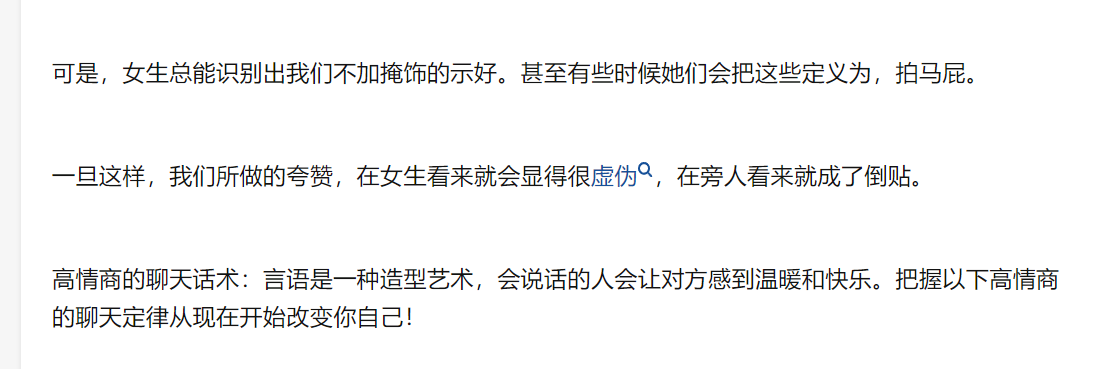 可是，女生总能识别出我们不加掩饰的示好。甚至有些时候她们会把这些定义为，拍马屁。
一旦这样，我们所做的夸赞，在女生看来就会显得很虚伪，在旁人看来就成了倒贴。
高情商的聊天话术：言语是一种造型艺术，会说话的人会让对方感到温暖和快乐。把握以下高情商
的聊天定律从现在开始改变你自己！